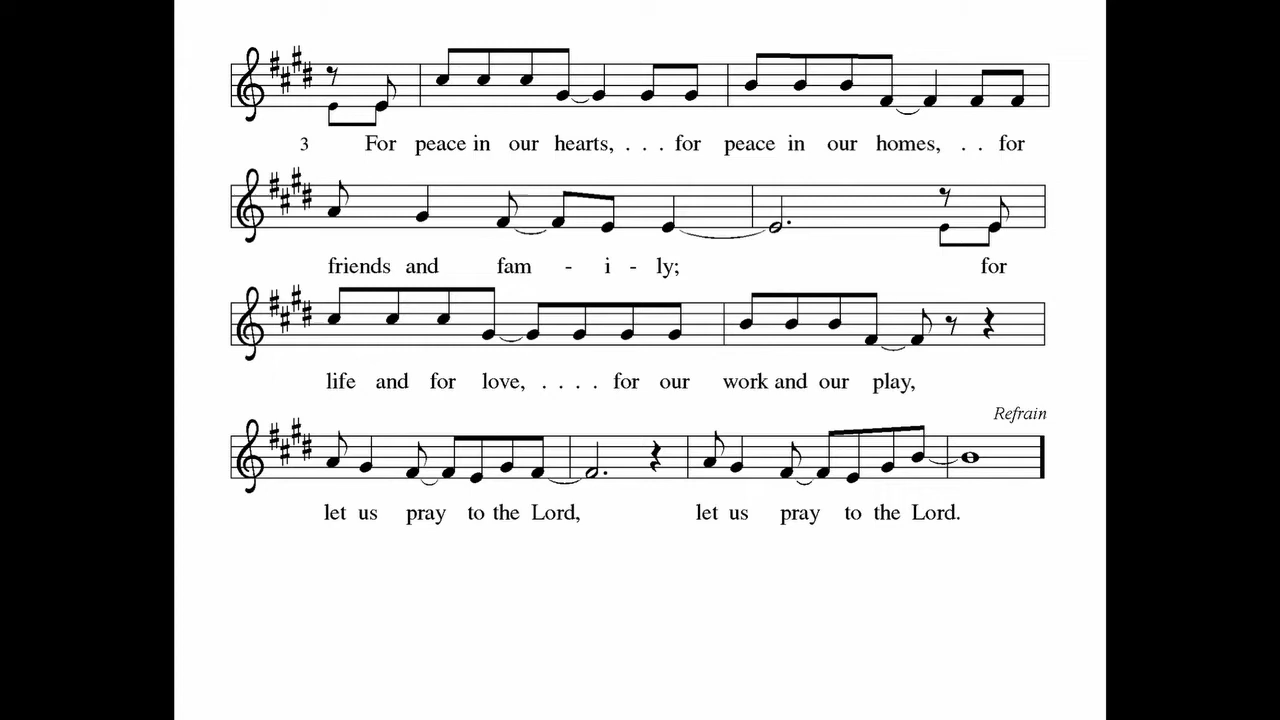 3 For peace in our hearts, . . . for peace in our homes, . . for
friends and fam - i - ly; for
life and for love, . . . . for our work and our play,
Refrain
let us pray to the Lord, let us pray to the Lord.